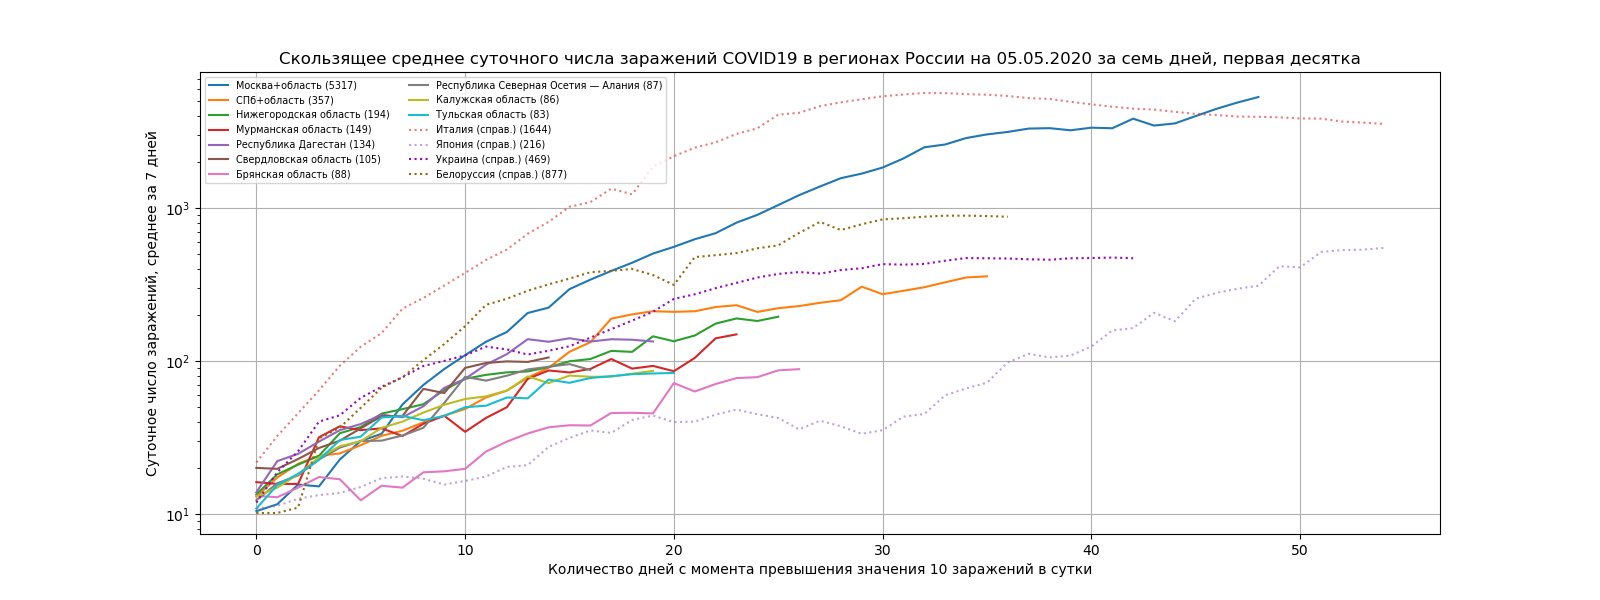 Скользящее среднее суточного числа заражений COVID19 в регионах России на 05.05.2020 за семь дней, первая десятка
Суточное число заражений, среднее за 7 дней
Москва+область (5317)
СПб+область (357)
Нижегородская область (194)
Мурманская область (149)
Республика Дагестан (134)
Свердловская область (105)
Брянская область (88)
Республика Северная Осетия — Алания (87)
Калужская область (86)
Тульская область (83)
Италия (справ.) (1644)
Япония (справ.) (216)
Украина (справ.) (469)
Белоруссия (справ.) (877)
10³
10²
10¹
0 10 20 30 40 50
Количество дней с момента превышения значения 10 заражений в сутки